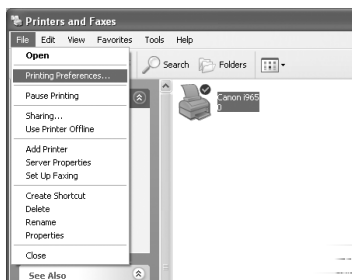 Printers and Faxes
File Edit View Favorites Tools Help
Search Folders
Open
Printing Preferences...
Pause Printing
Sharing...
Use Printer Offline
Add Printer
Server Properties
Set Up Faxing
Create Shortcut
Delete
Rename
Properties
Close
See Also
Canon i965
0